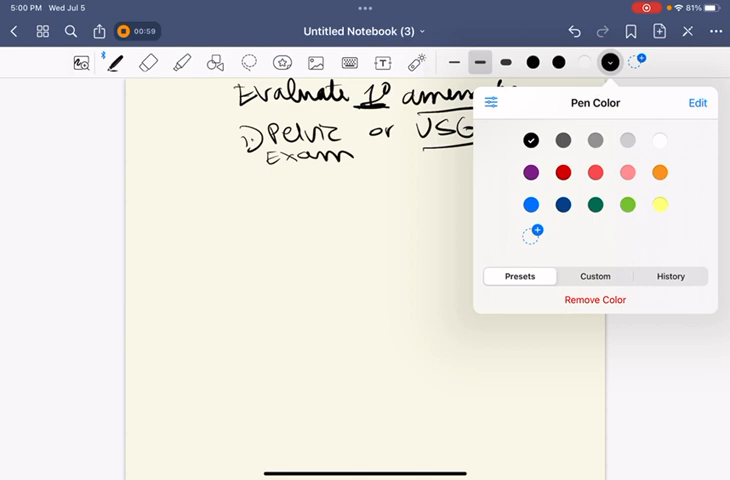 5:00 PM Wed Jul 5
81%
Untitled Notebook (3)
00:59
T
Evaluate 1°
1.) Pelvic or USG
Exam
Pen Color
Edit
Presets
Custom
History
Remove Color